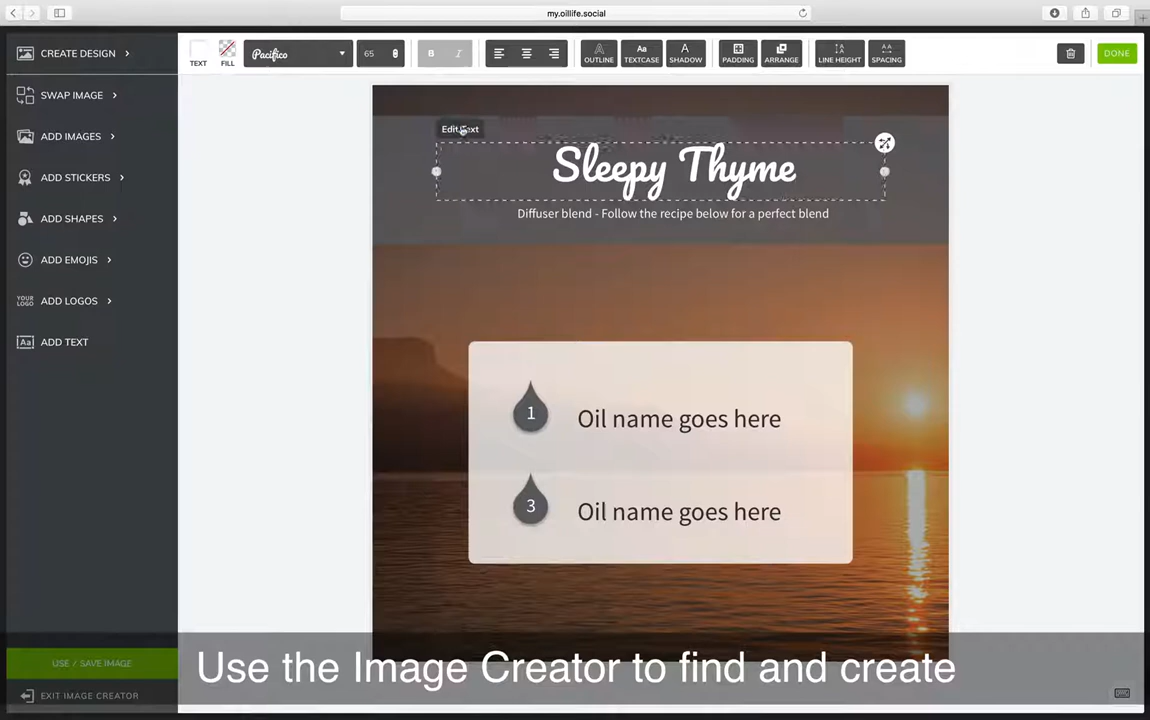 my.oillife.social
CREATE DESIGN
TEXT
FILL
Pacifico
65
B
I
OUTLINE
Aa
TEXTCASE
A
SHADOW
PADDING
ARRANGE
LINE HEIGHT
SPACING
DONE
SWAP IMAGE
ADD IMAGES
ADD STICKERS
ADD SHAPES
ADD EMOJIS
YOUR LOGO
ADD LOGOS
Aa
ADD TEXT
Edit Text
Sleepy Thyme
Diffuser blend - Follow the recipe below for a perfect blend
1
Oil name goes here
3
Oil name goes here
USE / SAVE IMAGE
EXIT IMAGE CREATOR
Use the Image Creator to find and create